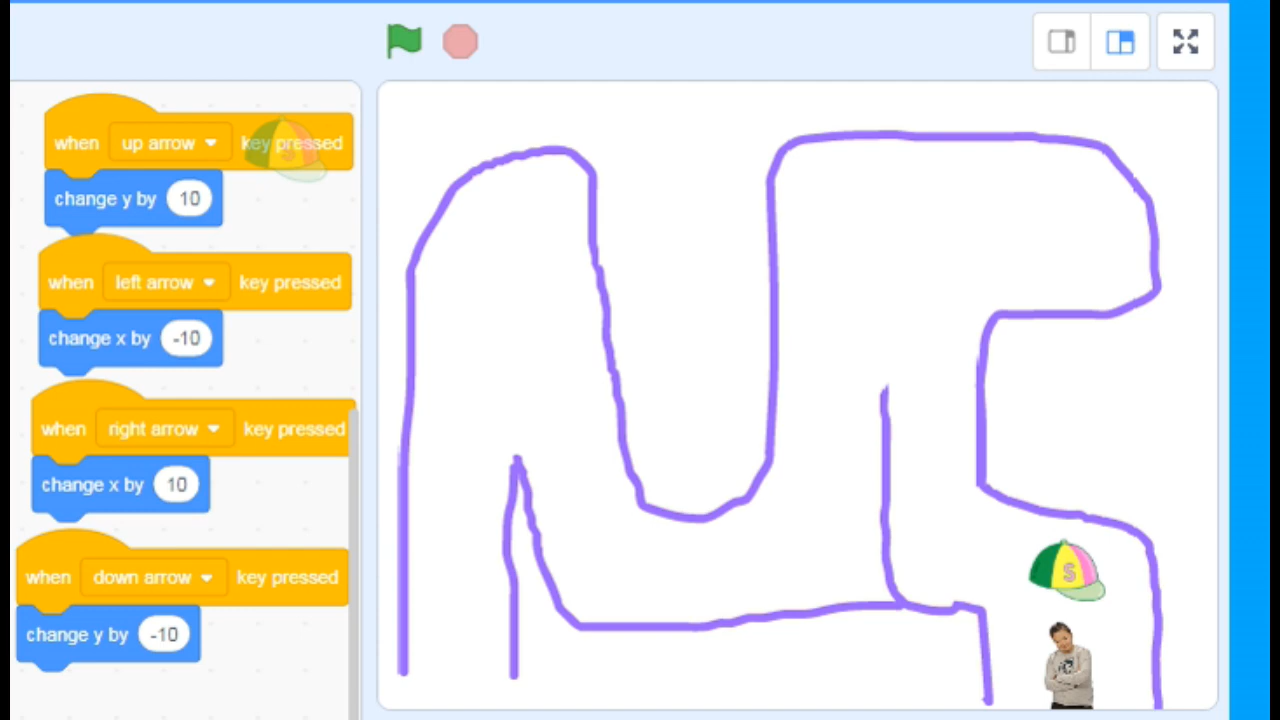 when up arrow key pressed
change y by 10
when left arrow key pressed
change x by -10
when right arrow key pressed
change x by 10
when down arrow key pressed
change y by -10
S
S